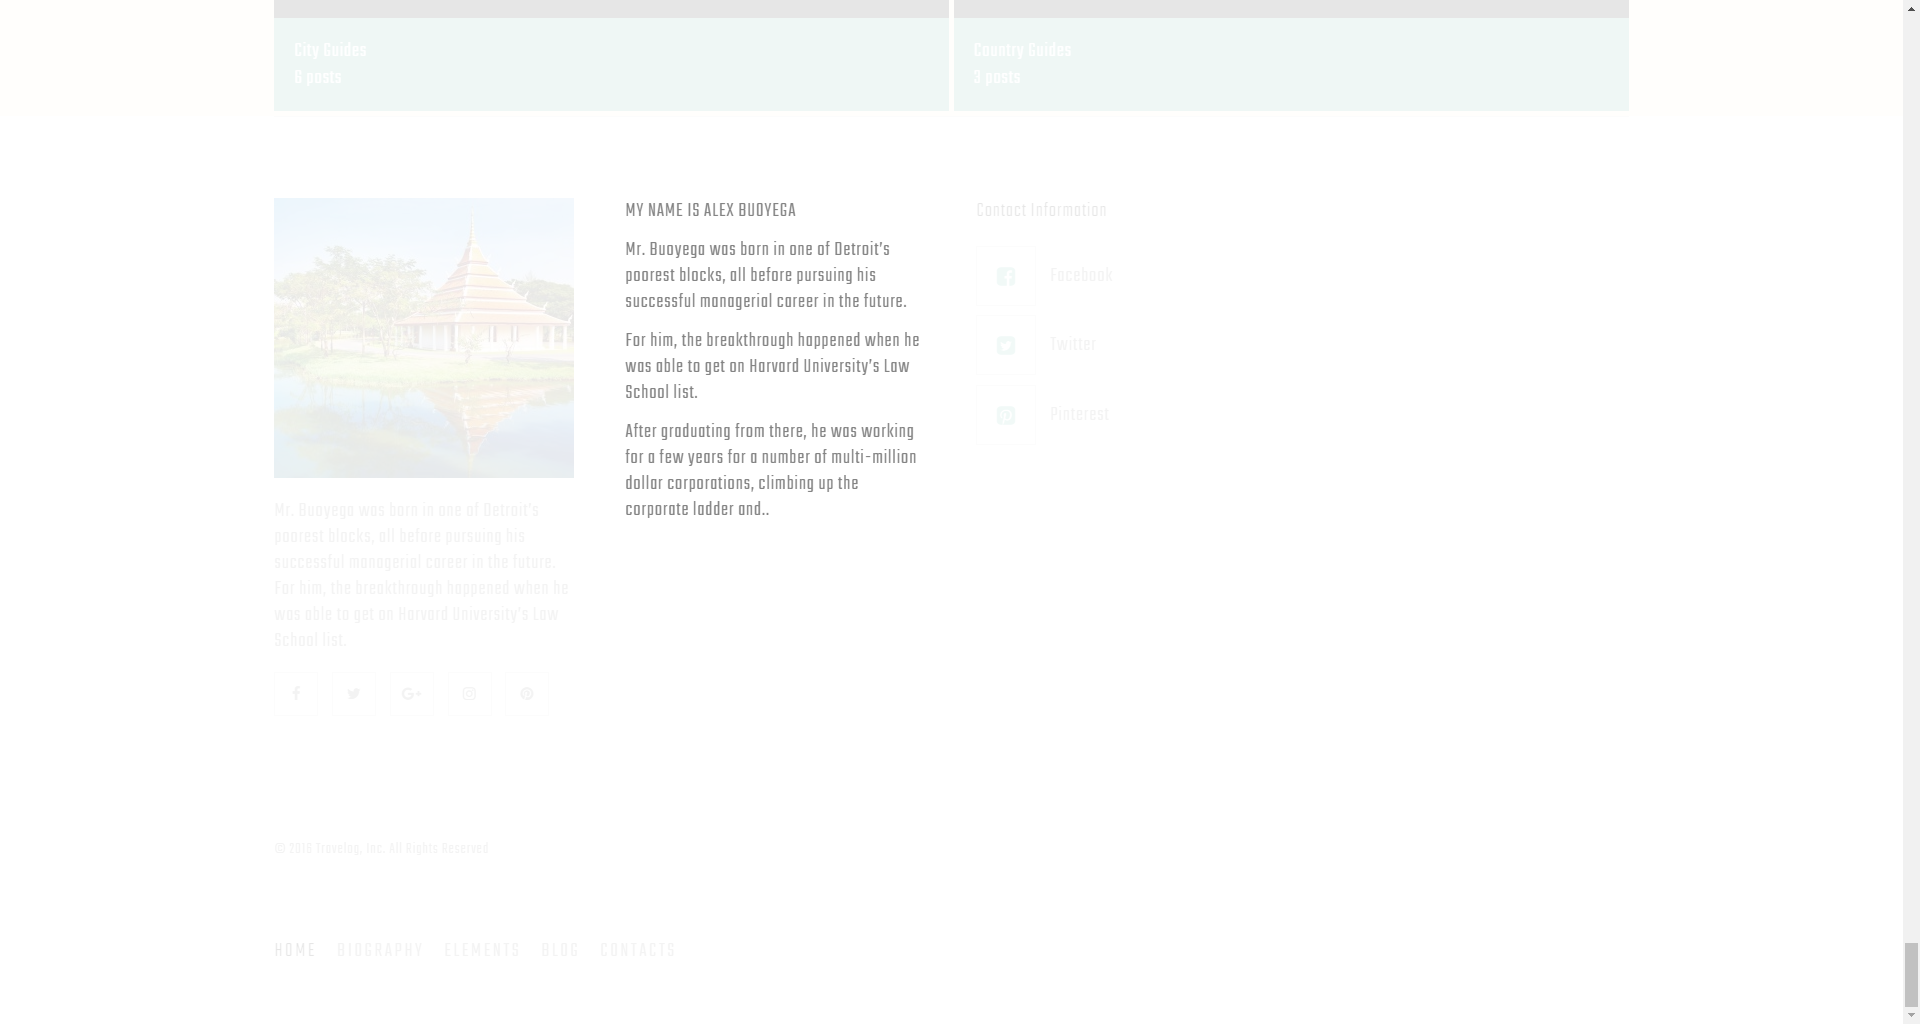 City Guides
6 posts
Country Guides
3 posts
MY NAME IS ALEX BUOYEGA
Mr. Buoyega was born in one of Detroit’s
poorest blocks, all before pursuing his
successful managerial career in the future.
For him, the breakthrough happened when he
was able to get on Harvard University’s Law
School list.
After graduating from there, he was working
for a few years for a number of multi-million
dollar corporations, climbing up the
corporate ladder and..
Contact Information
Facebook
Twitter
Pinterest
Mr. Buoyega was born in one of Detroit’s
poorest blocks, all before pursuing his
successful managerial career in the future.
For him, the breakthrough happened when he
was able to get on Harvard University’s Law
School list.
© 2018 Travelog, Inc. All Rights Reserved
HOME BIOGRAPHY ELEMENTS BLOG CONTACTS